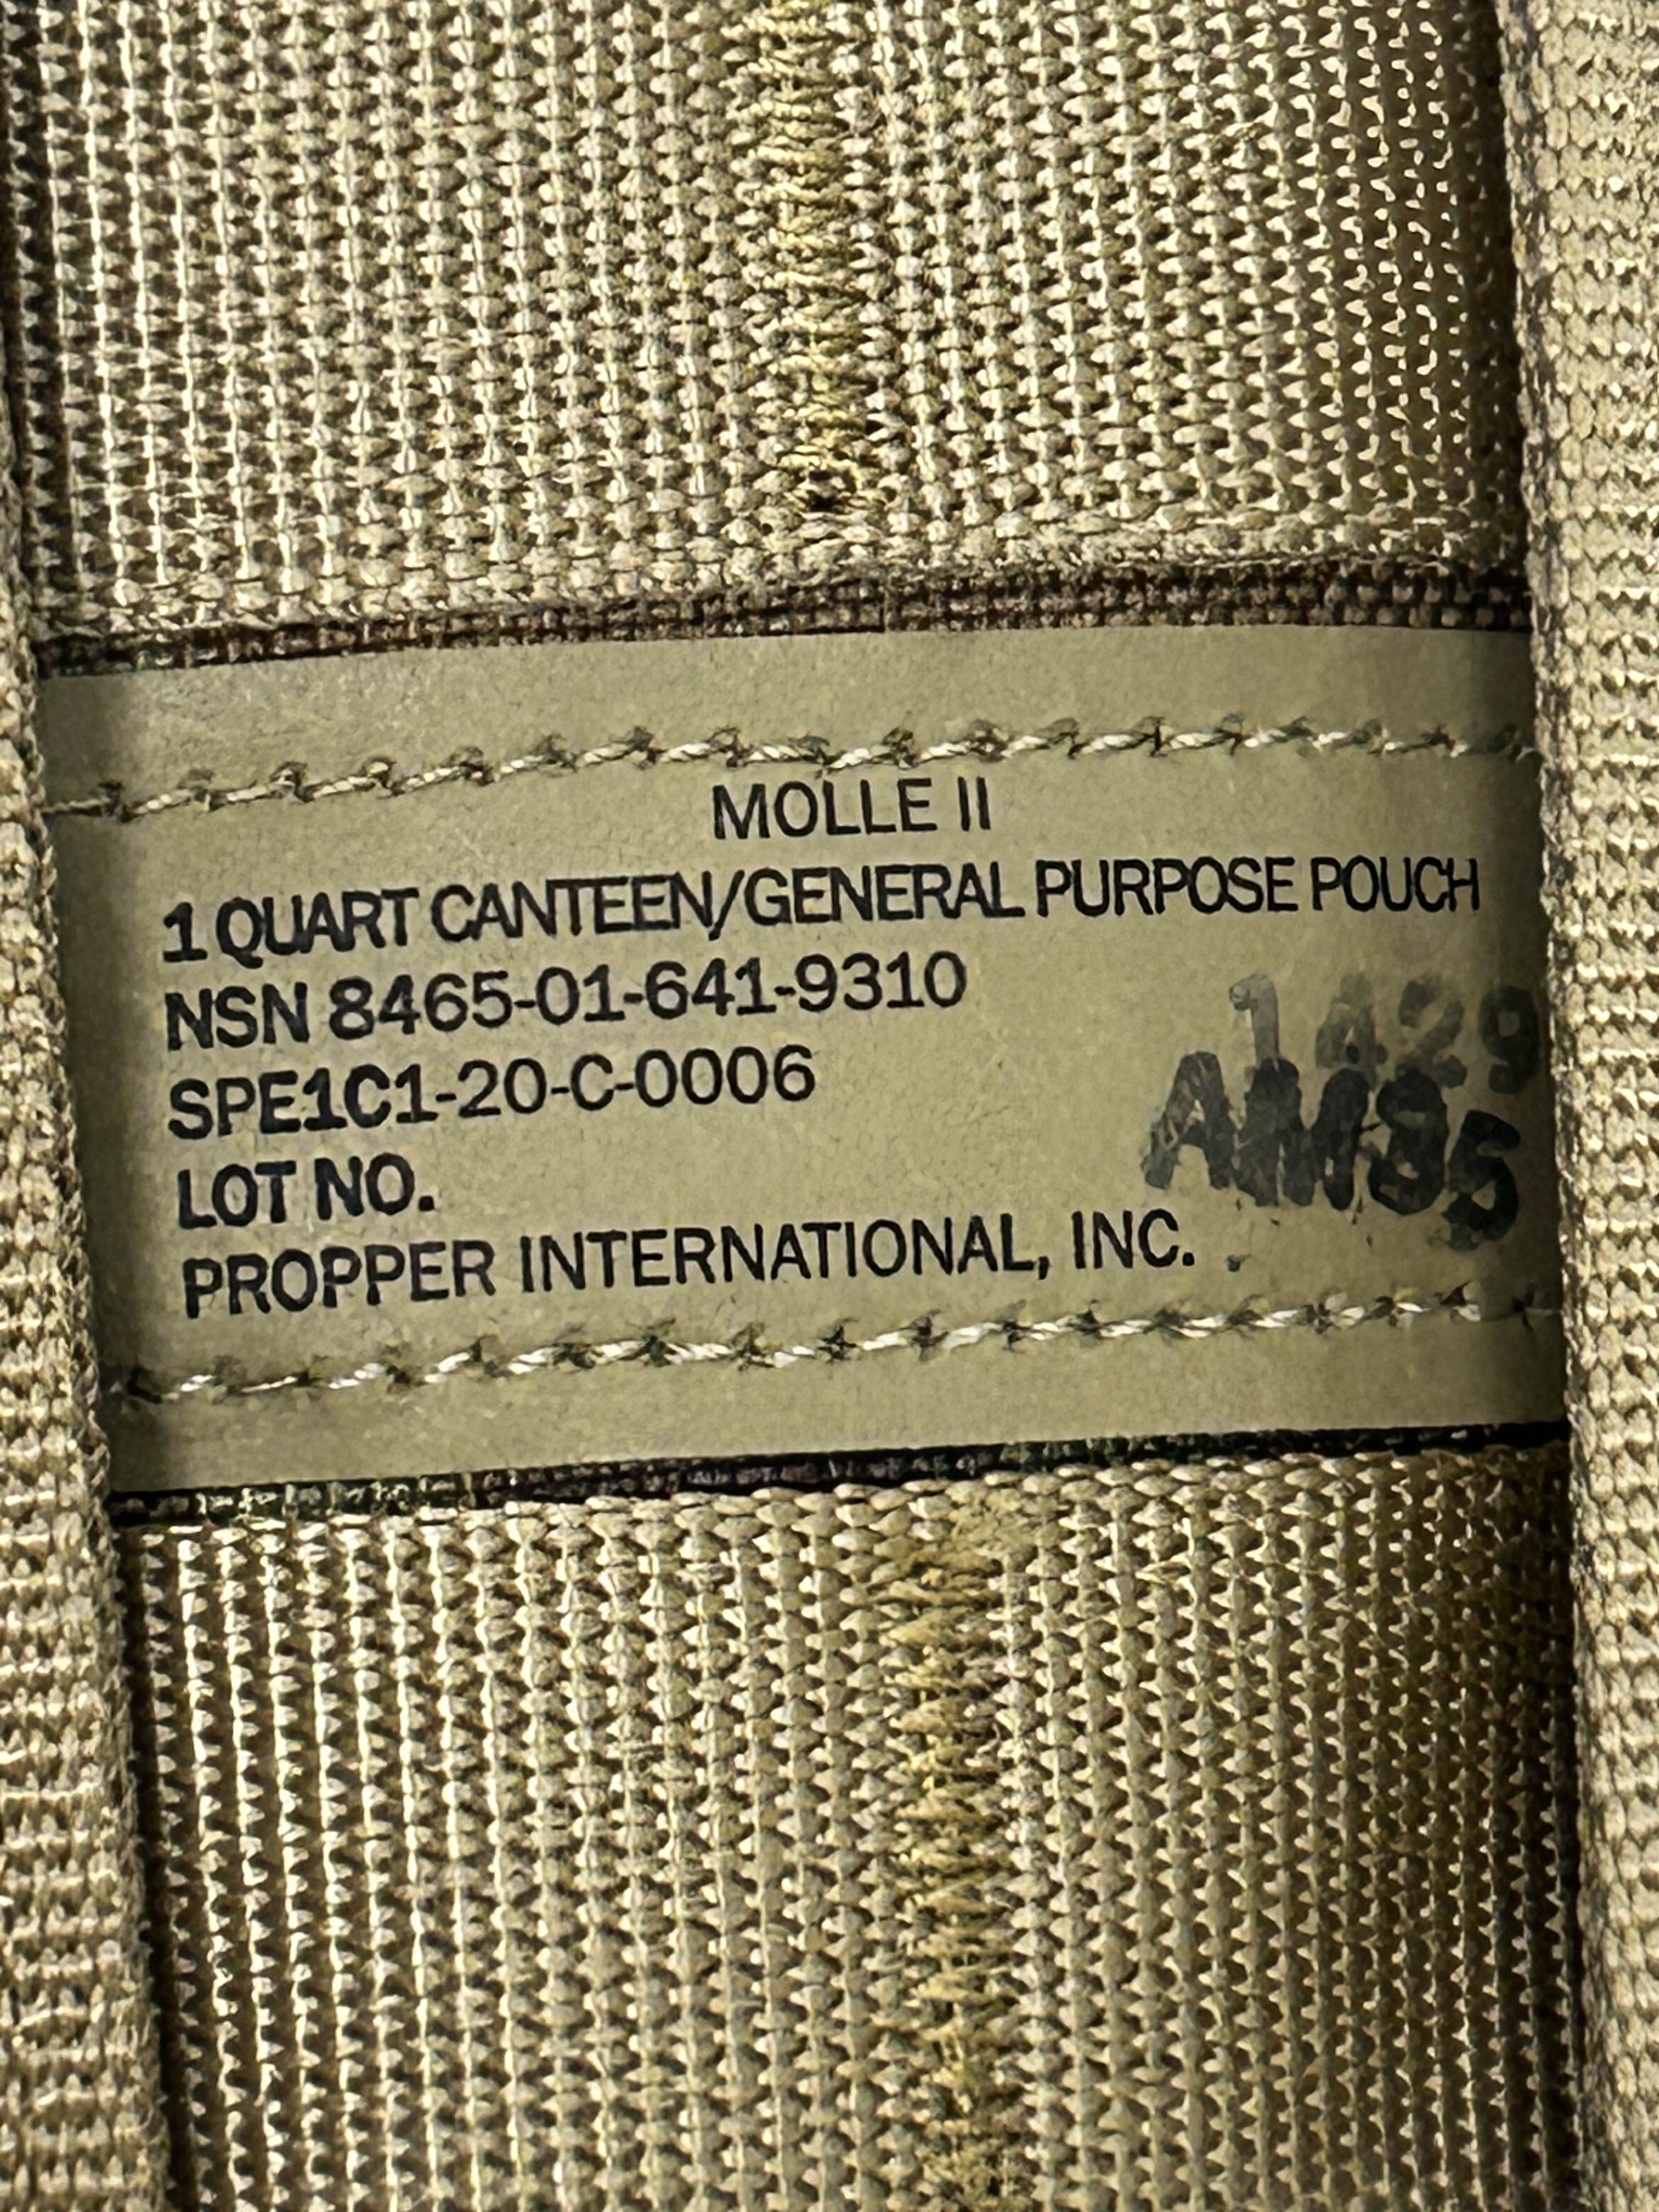 MOLLE II
1 QUART CANTEEN/GENERAL PURPOSE POUCH
NSN 8465-01-641-9310
SPE1C1-20-C-0006
LOT NO.
PROPPER INTERNATIONAL, INC.
1429